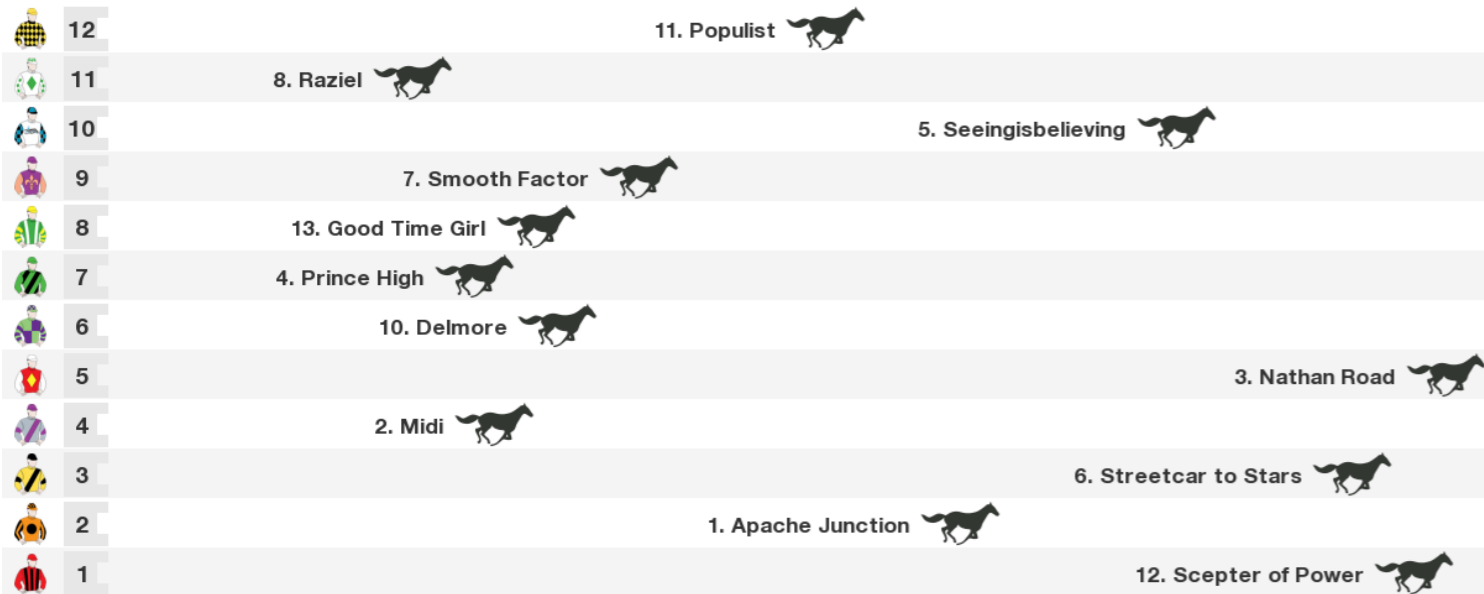 12 11. Populist
11 8. Raziel
10 5. Seeingisbelieving
9 7. Smooth Factor
8 13. Good Time Girl
7 4. Prince High
6 10. Delmore
5 3. Nathan Road
4 2. Midi
3 6. Streetcar to Stars
2 1. Apache Junction
1 12. Scepter of Power